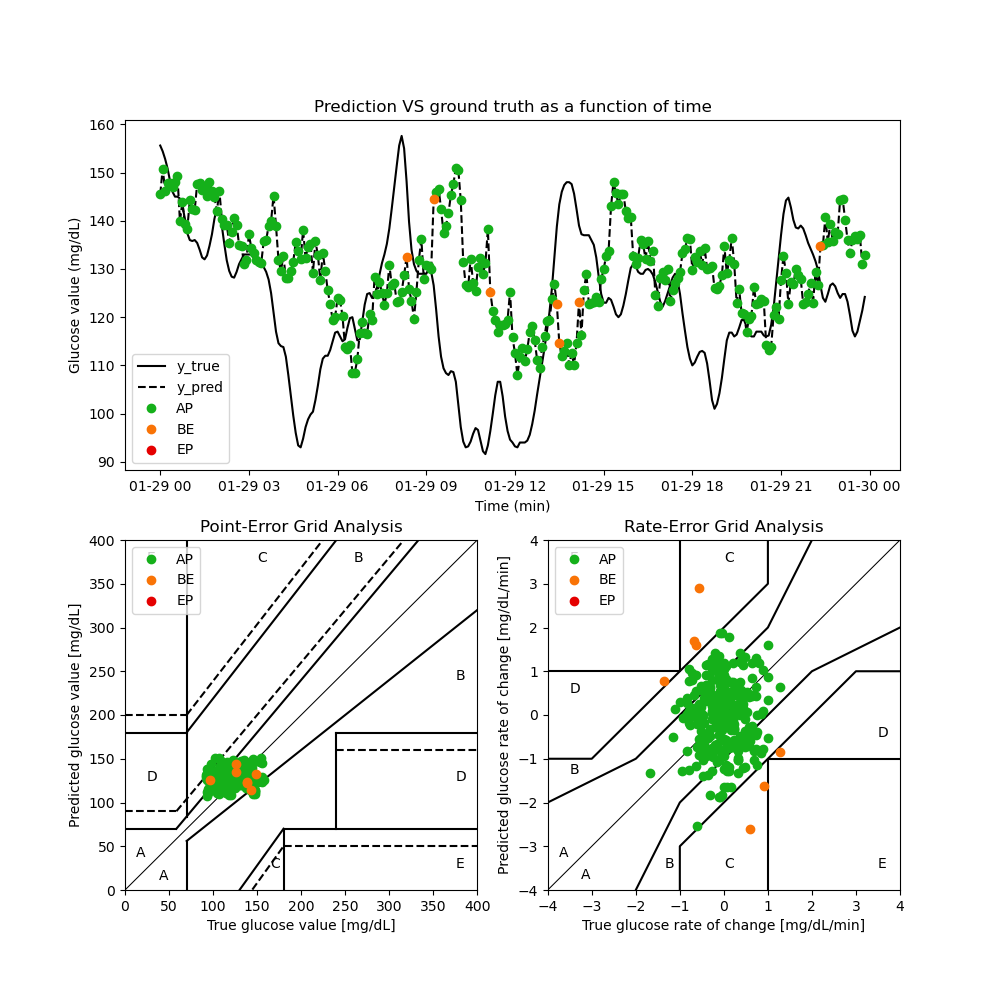 Prediction VS ground truth as a function of time
160
150
140
130
120
110
100
90
Glucose value (mg/dL)
y_true
y_pred
AP
BE
EP
01-29 00 01-29 03 01-29 06 01-29 09 01-29 12 01-29 15 01-29 18 01-29 21 01-30 00
Time (min)
Point-Error Grid Analysis
400
350
300
250
200
150
100
50
0
Predicted glucose value [mg/dL]
AP
BE
EP
C B
B
D D
A
A
C E
0 50 100 150 200 250 300 350 400
True glucose value [mg/dL]
Rate-Error Grid Analysis
4
3
2
1
0
−1
−2
−3
−4
Predicted glucose rate of change [mg/dL/min]
AP
BE
EP
C
D
D
B
A
A
B C E
−4 −3 −2 −1 0 1 2 3 4
True glucose rate of change [mg/dL/min]